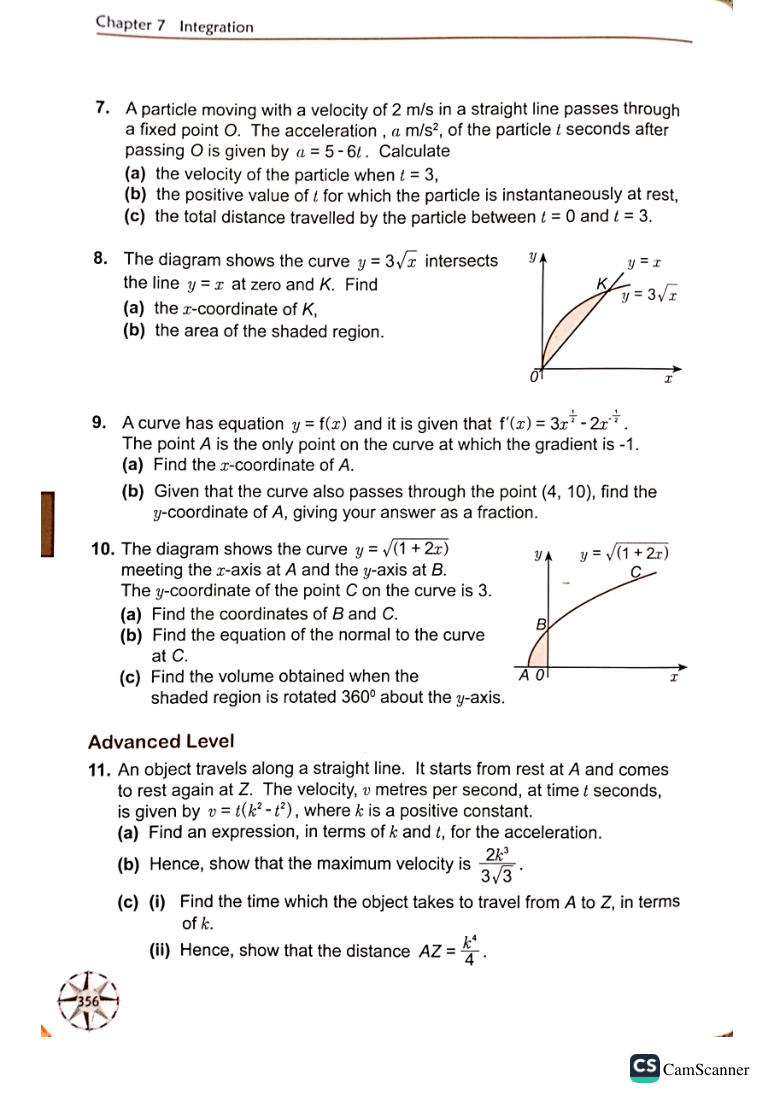 Chapter 7 Integration
7. A particle moving with a velocity of 2 m/s in a straight line passes through
a fixed point O. The acceleration , a m/s², of the particle t seconds after
passing O is given by a = 5 - 6t. Calculate
(a) the velocity of the particle when t = 3,
(b) the positive value of t for which the particle is instantaneously at rest,
(c) the total distance travelled by the particle between t = 0 and t = 3.
8. The diagram shows the curve y = 3√x intersects
the line y = x at zero and K. Find
(a) the x-coordinate of K,
(b) the area of the shaded region.
y
y = x
K
y = 3√x
O
x
9. A curve has equation y = f(x) and it is given that f'(x) = 3x^(1/2) - 2x^(-1/2).
The point A is the only point on the curve at which the gradient is -1.
(a) Find the x-coordinate of A.
(b) Given that the curve also passes through the point (4, 10), find the
y-coordinate of A, giving your answer as a fraction.
10. The diagram shows the curve y = √(1 + 2x)
meeting the x-axis at A and the y-axis at B.
The y-coordinate of the point C on the curve is 3.
(a) Find the coordinates of B and C.
(b) Find the equation of the normal to the curve
at C.
(c) Find the volume obtained when the
shaded region is rotated 360⁰ about the y-axis.
y
y = √(1 + 2x)
C
B
A O
x
Advanced Level
11. An object travels along a straight line. It starts from rest at A and comes
to rest again at Z. The velocity, v metres per second, at time t seconds,
is given by v = t(k² - t²), where k is a positive constant.
(a) Find an expression, in terms of k and t, for the acceleration.
(b) Hence, show that the maximum velocity is 2k³/3√3.
(c) (i) Find the time which the object takes to travel from A to Z, in terms
of k.
(ii) Hence, show that the distance AZ = k⁴/4.
356
CS CamScanner